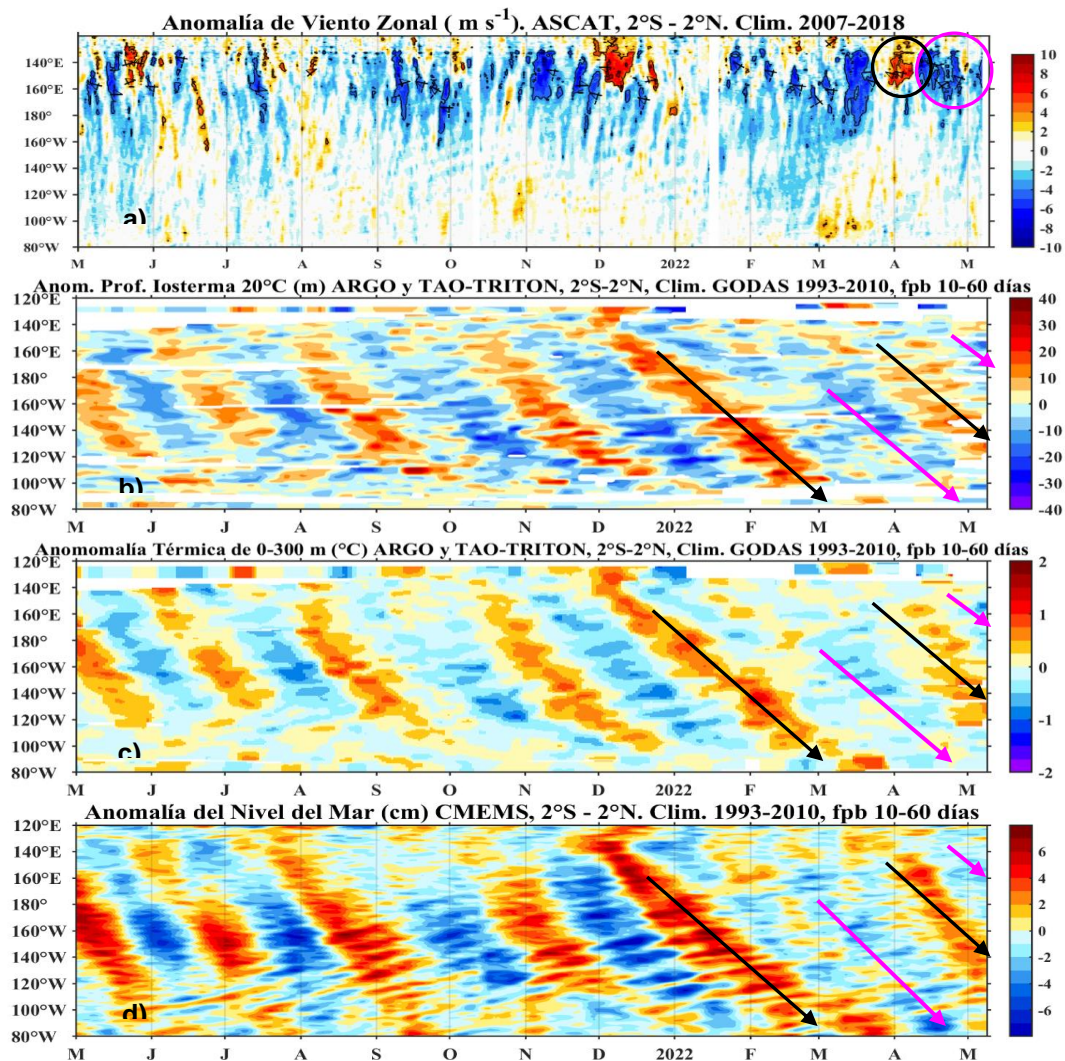 Anomalía de Viento Zonal ( m s⁻¹). ASCAT, 2°S - 2°N. Clim. 2007-2018
140°E
160°E
180°
160°W
140°W
120°W
100°W
80°W
a)
M J J A S O N D 2022 F M A M
10
8
6
4
2
0
-2
-4
-6
-8
-10
Anom. Prof. Iosterma 20°C (m) ARGO y TAO-TRITON, 2°S-2°N, Clim. GODAS 1993-2010, fpb 10-60 días
120°E
140°E
160°E
180°
160°W
140°W
120°W
100°W
80°W
b)
M J J A S O N D 2022 F M A M
40
30
20
10
0
-10
-20
-30
-40
Anomomalía Térmica de 0-300 m (°C) ARGO y TAO-TRITON, 2°S-2°N, Clim. GODAS 1993-2010, fpb 10-60 días
120°E
140°E
160°E
180°
160°W
140°W
120°W
100°W
80°W
c)
M J J A S O N D 2022 F M A M
2
1
0
-1
-2
Anomalía del Nivel del Mar (cm) CMEMS, 2°S - 2°N. Clim. 1993-2010, fpb 10-60 días
120°E
140°E
160°E
180°
160°W
140°W
120°W
100°W
80°W
d)
M J J A S O N D 2022 F M A M
6
4
2
0
-2
-4
-6